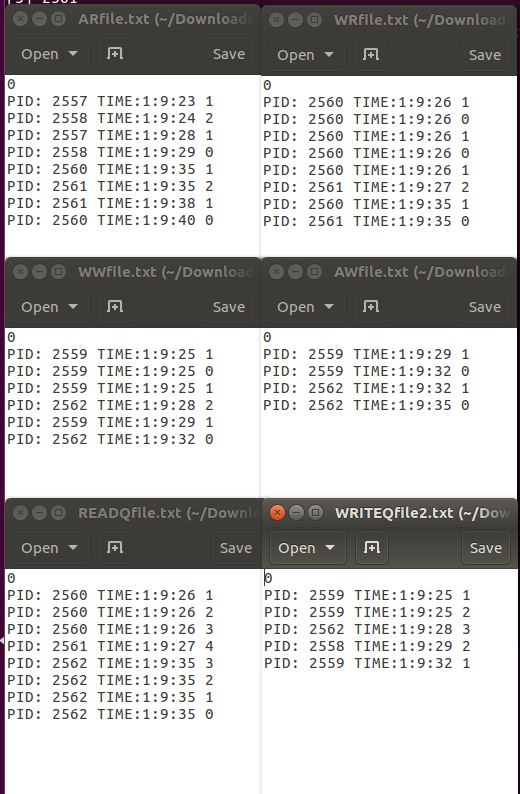 ARfile.txt (~/Downloads
Open
Save
0
PID: 2557 TIME:1:9:23 1
PID: 2558 TIME:1:9:24 2
PID: 2557 TIME:1:9:28 1
PID: 2558 TIME:1:9:29 0
PID: 2560 TIME:1:9:35 1
PID: 2561 TIME:1:9:35 2
PID: 2561 TIME:1:9:38 1
PID: 2560 TIME:1:9:40 0
WRfile.txt (~/Downloads
Open
Save
0
PID: 2560 TIME:1:9:26 1
PID: 2560 TIME:1:9:26 0
PID: 2560 TIME:1:9:26 1
PID: 2560 TIME:1:9:26 0
PID: 2560 TIME:1:9:26 1
PID: 2561 TIME:1:9:27 2
PID: 2560 TIME:1:9:35 1
PID: 2561 TIME:1:9:35 0
WWfile.txt (~/Download
Open
Save
0
PID: 2559 TIME:1:9:25 1
PID: 2559 TIME:1:9:25 0
PID: 2559 TIME:1:9:25 1
PID: 2562 TIME:1:9:28 2
PID: 2559 TIME:1:9:29 1
PID: 2562 TIME:1:9:32 0
AWfile.txt (~/Downloads
Open
Save
0
PID: 2559 TIME:1:9:29 1
PID: 2559 TIME:1:9:32 0
PID: 2562 TIME:1:9:32 1
PID: 2562 TIME:1:9:35 0
READQfile.txt (~/Downl
Open
Save
0
PID: 2560 TIME:1:9:26 1
PID: 2560 TIME:1:9:26 2
PID: 2560 TIME:1:9:26 3
PID: 2561 TIME:1:9:27 4
PID: 2562 TIME:1:9:35 3
PID: 2562 TIME:1:9:35 2
PID: 2562 TIME:1:9:35 1
PID: 2562 TIME:1:9:35 0
WRITEQfile2.txt (~/Dow
Open
Save
0
PID: 2559 TIME:1:9:25 1
PID: 2559 TIME:1:9:25 2
PID: 2562 TIME:1:9:28 3
PID: 2558 TIME:1:9:29 2
PID: 2559 TIME:1:9:32 1